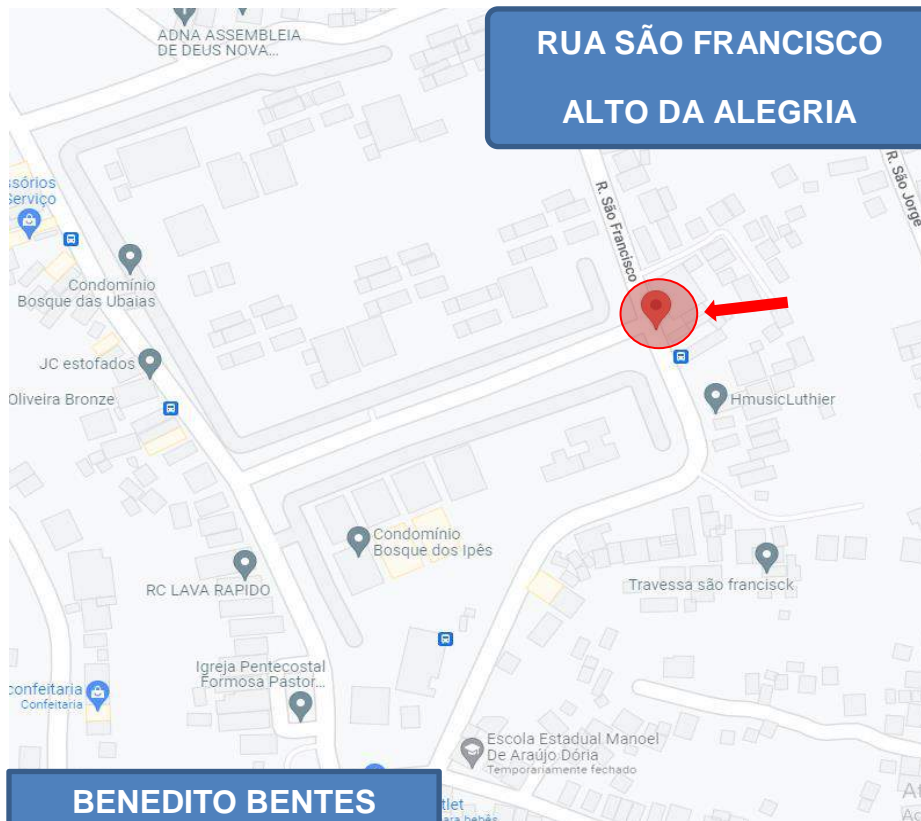 RUA SÃO FRANCISCO
ALTO DA ALEGRIA
ADNA ASSEMBLEIA
DE DEUS NOVA...
R. São Francisco
R. São Jorge
ssórios
Serviço
Condomínio
Bosque das Ubaias
JC estofados
Oliveira Bronze
HmusicLuthier
Condomínio
Bosque dos Ipês
RC LAVA RAPIDO
Travessa são francisck
Igreja Pentecostal
Formosa Pastor...
confeitaria
Confeitaria
Escola Estadual Manoel
De Araújo Dória
Temporariamente fechado
BENEDITO BENTES
tlet
ara bebês